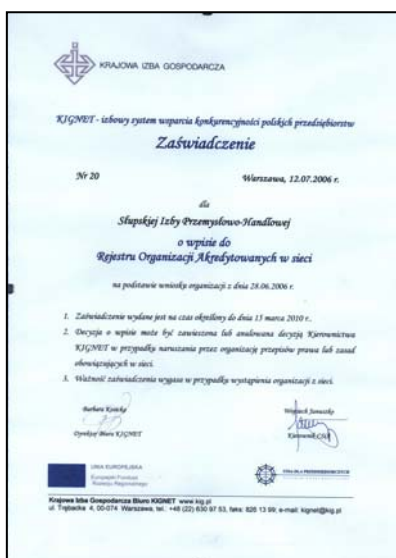 KRAJOWA IZBA GOSPODARCZA
KIGNET - izbowy system wsparcia konkurencyjności polskich przedsiębiorstw
Zaświadczenie
Nr 20 Warszawa, 12.07.2006 r.
dla
Słupskiej Izby Przemysłowo-Handlowej
o wpisie do
Rejestru Organizacji Akredytowanych w sieci
na podstawie wniosku organizacji z dnia 28.06.2006 r.
1. Zaświadczenie wydane jest na czas określony do dnia 15 marca 2010 r..
2. Decyzja o wpisie może być zawieszona lub anulowana decyzją Kierownictwa
KIGNET w przypadku naruszania przez organizację przepisów prawa lub zasad
obowiązujących w sieci.
3. Ważność zaświadczenia wygasa w przypadku wystąpienia organizacji z sieci.
Barbara Wojciech
Dyrektor Biura KIGNET Kierownik
UNIA EUROPEJSKA
Europejski Fundusz
Rozwoju Regionalnego
Krajowa Izba Gospodarcza Biuro KIGNET www.kig.pl
ul. Trębacka 4, 00-074 Warszawa, tel.: +48 (22) 630 97 53, faks: 826 13 99; e-mail: kignet@kig.pl